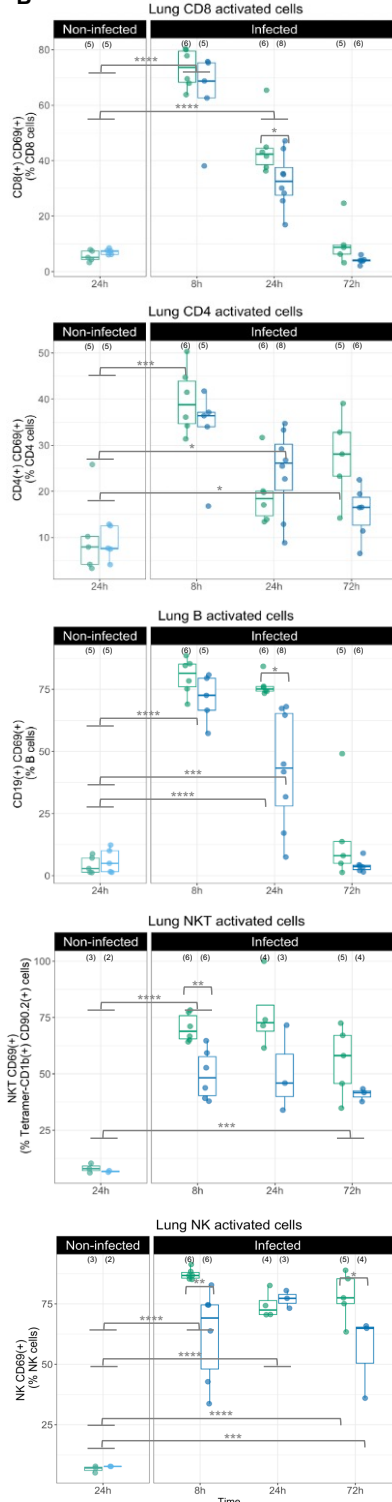 B
Lung CD8 activated cells
Non-infected Infected
(5) (5) (6) (5) (6) (8) (5) (6)
80
****
60
****
*
40
20
0
CD8(+) CD69(+)
(% CD8 cells)
24h 8h 24h 72h
Lung CD4 activated cells
Non-infected Infected
(5) (5) (6) (5) (6) (8) (5) (6)
50
***
40
30
*
20
*
10
CD4(+) CD69(+)
(% CD4 cells)
24h 8h 24h 72h
Lung B activated cells
Non-infected Infected
(5) (5) (6) (5) (6) (8) (5) (6)
*
75
****
50
***
****
25
0
CD19(+) CD69(+)
(% B cells)
24h 8h 24h 72h
Lung NKT activated cells
Non-infected Infected
(3) (2) (6) (6) (4) (3) (5) (4)
100
**
****
75
50
25
***
NKT CD69(+)
(% Tetramer-CD1b(+) CD90.2(+) cells)
24h 8h 24h 72h
Lung NK activated cells
Non-infected Infected
(3) (2) (6) (6) (4) (3) (5) (4)
** *
75
****
50
****
25
****
***
NK CD69(+)
(% NK cells)
24h 8h 24h 72h
Time